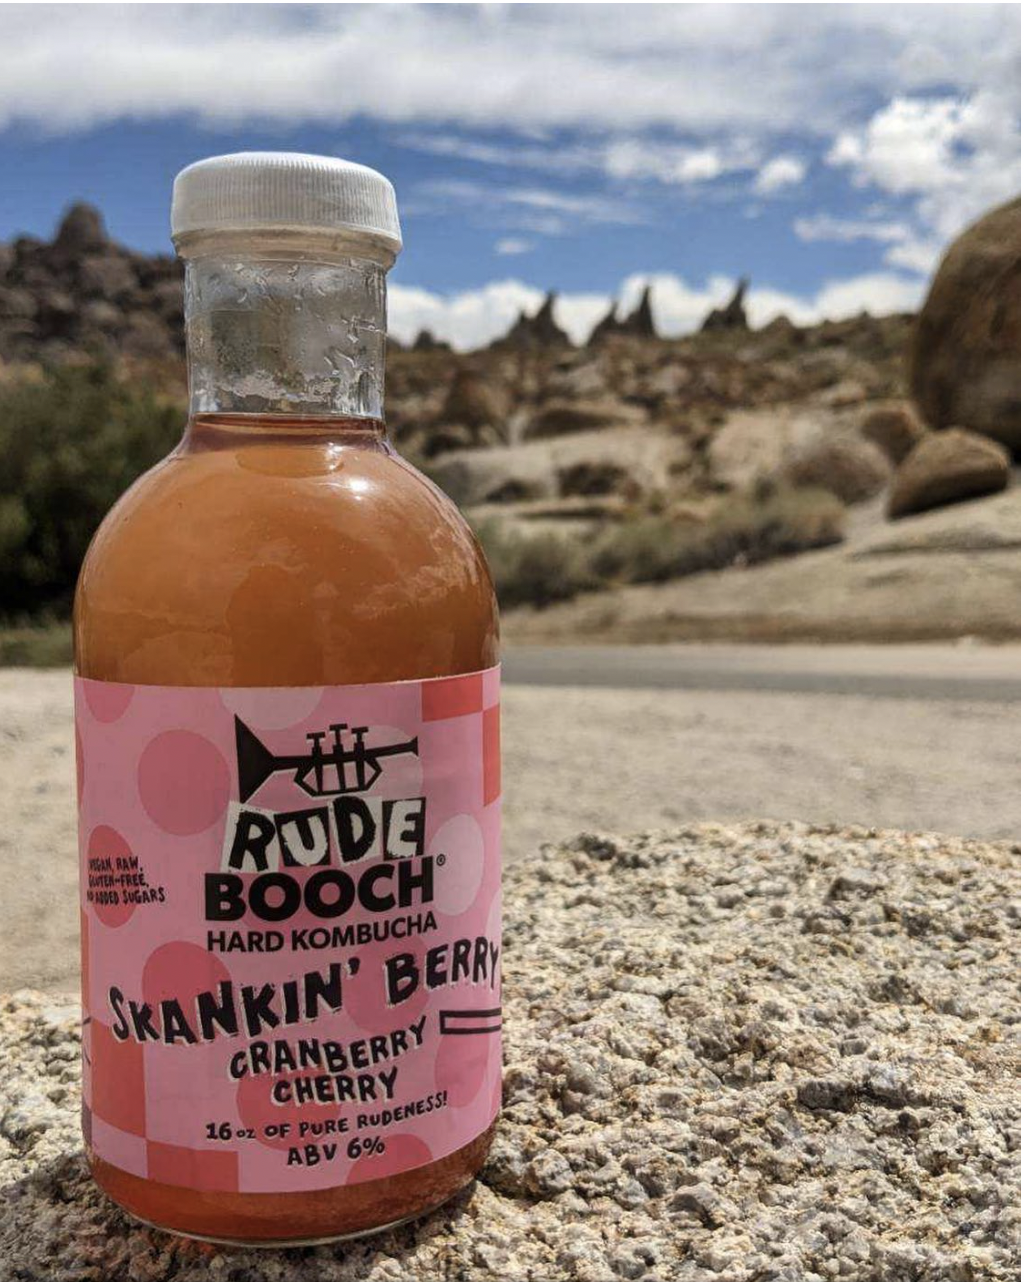 RUDE
BOOCH®
HARD KOMBUCHA
VEGAN, RAW,
GLUTEN-FREE,
NO ADDED SUGARS
SKANKIN' BERRY
CRANBERRY
CHERRY
16 oz OF PURE RUDENESS!
ABV 6%